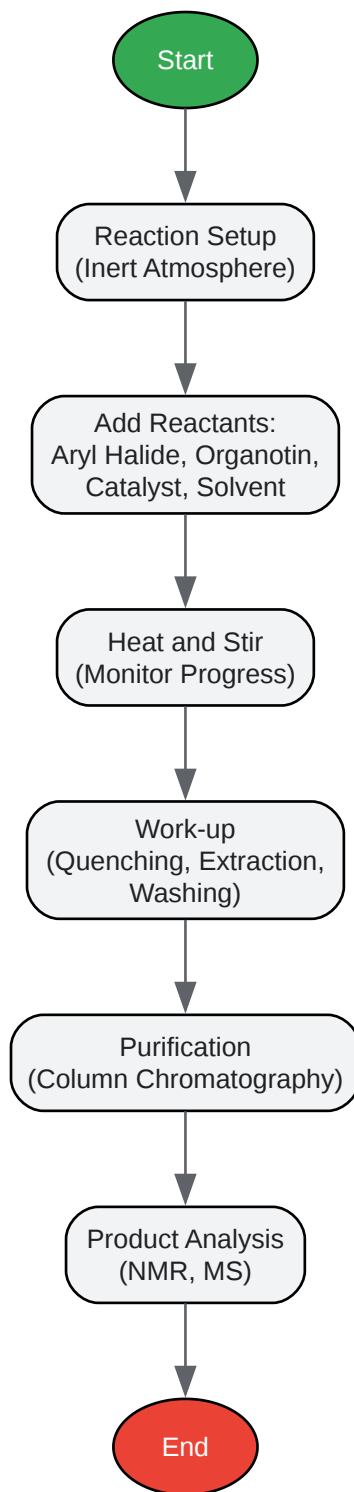 Start
Reaction Setup
(Inert Atmosphere)
Add Reactants:
Aryl Halide, Organotin,
Catalyst, Solvent
Heat and Stir
(Monitor Progress)
Work-up
(Quenching, Extraction,
Washing)
Purification
(Column Chromatography)
Product Analysis
(NMR, MS)
End